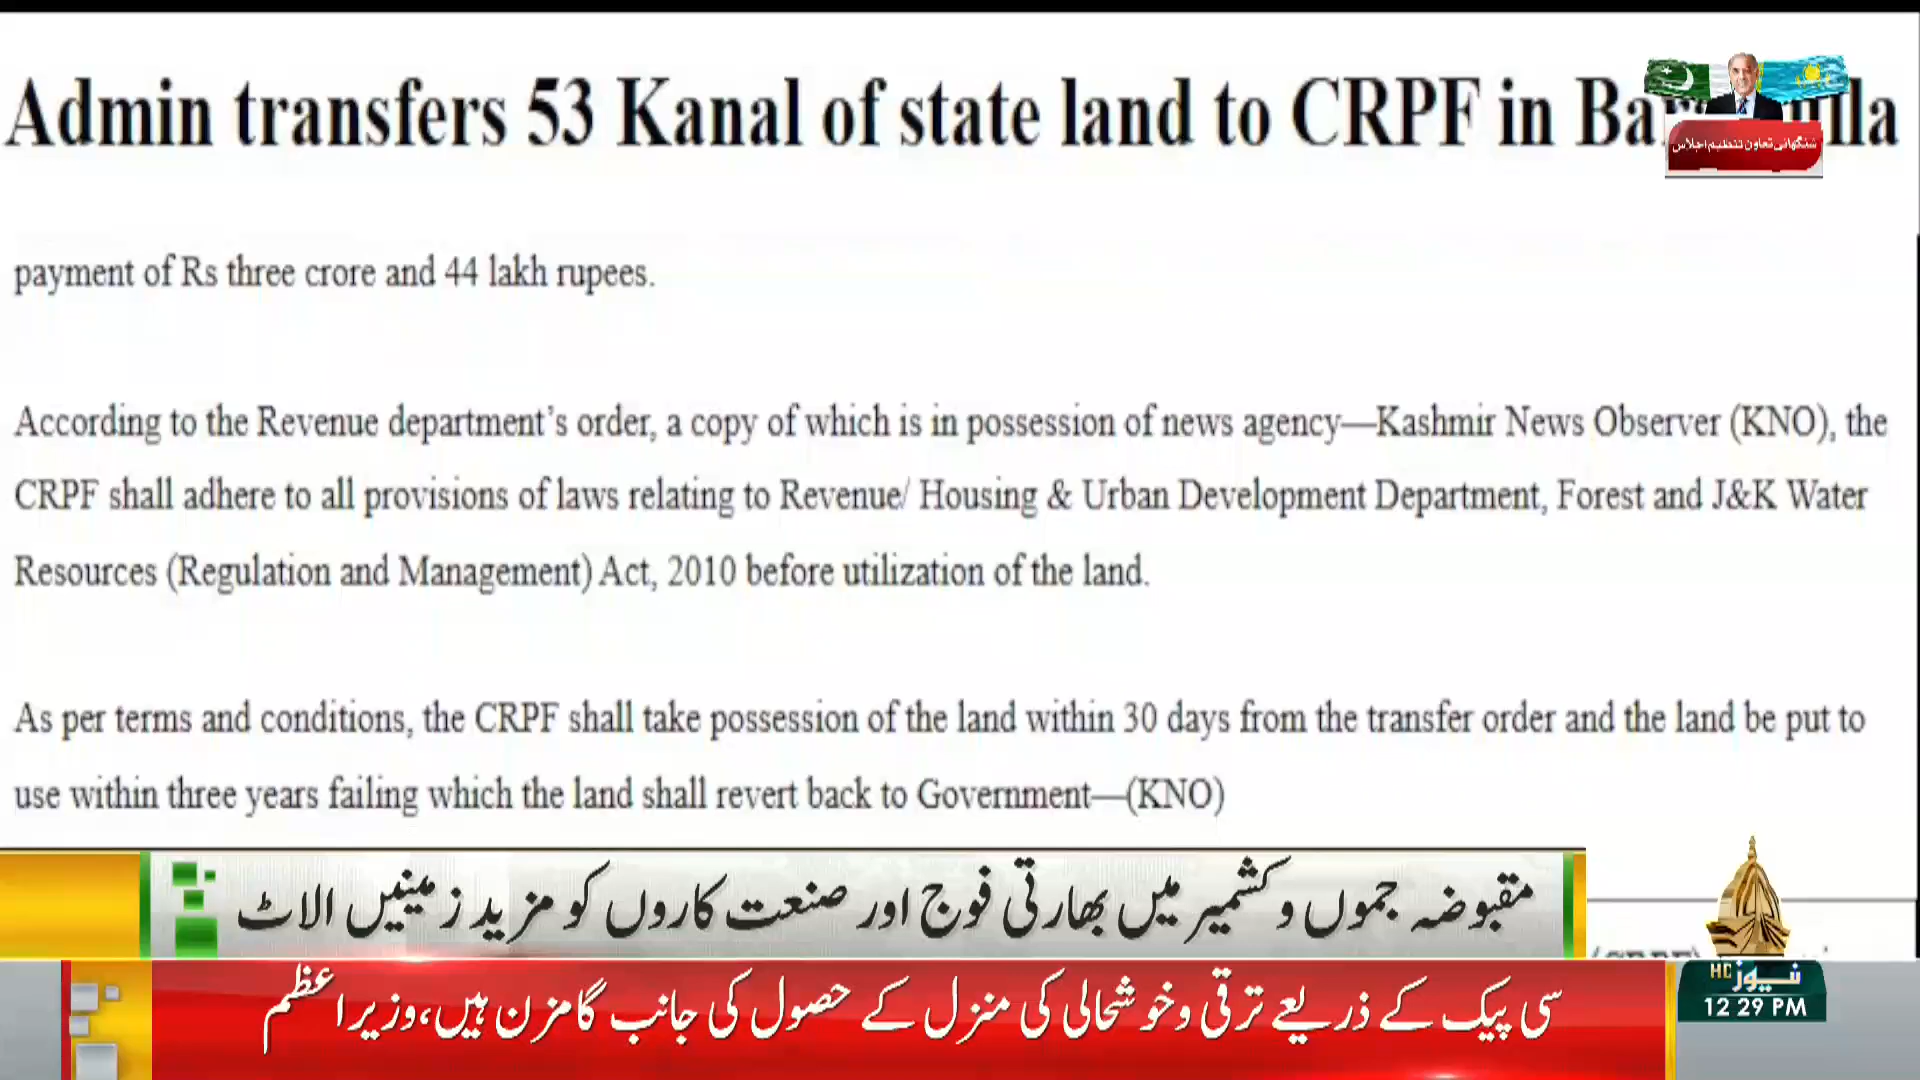 Admin transfers 53 Kanal of state land to CRPF in
شنگھائی تعاون تنظیم اجلاس
payment of Rs three crore and 44 lakh rupees.
According to the Revenue department’s order, a copy of which is in possession of news agency—Kashmir News Observer (KNO), the
CRPF shall adhere to all provisions of laws relating to Revenue/ Housing & Urban Development Department, Forest and J&K Water
Resources (Regulation and Management) Act, 2010 before utilization of the land.
As per terms and conditions, the CRPF shall take possession of the land within 30 days from the transfer order and the land be put to
use within three years failing which the land shall revert back to Government—(KNO)
مقبوضہ جموں و کشمیر میں بھارتی فوج اور صنعت کاروں کو مزید زمینیں الاٹ
سی پیک کے ذریعے ترقی و خوشحالی کی منزل کے حصول کی جانب گامزن ہیں، وزیراعظم
نیوز HD
12 29 PM